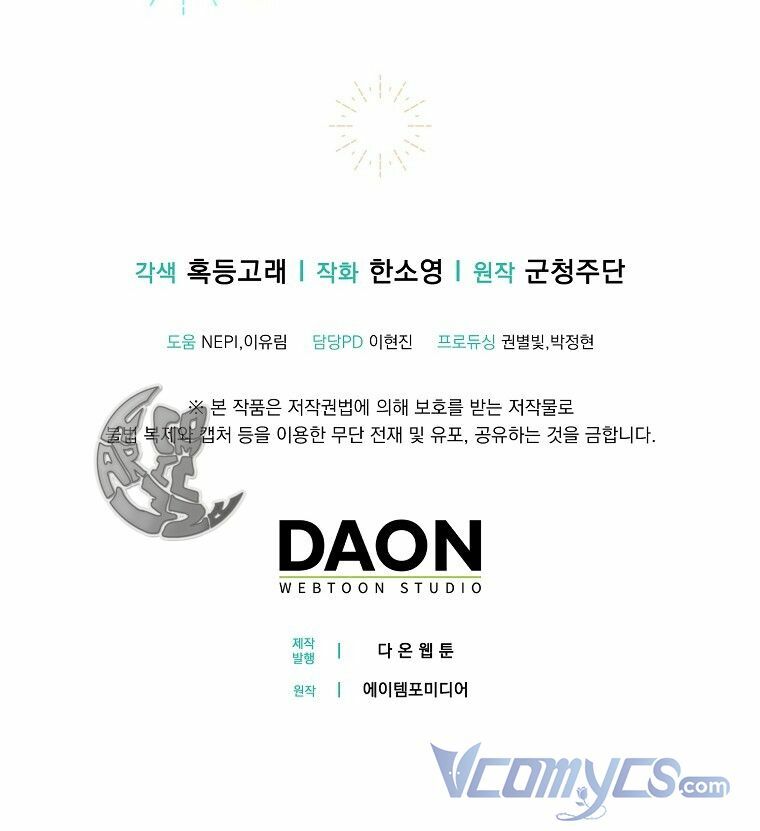 각색 혹등고래 | 작화 한소영 | 원작 군청주단
도움 NEPI,이유림 담당PD 이현진 프로듀싱 권별빛,박정현
※ 본 작품은 저작권법에 의해 보호를 받는 저작물로
불법 복제와 캡처 등을 이용한 무단 전재 및 유포, 공유하는 것을 금합니다.
DAON
WEBTOON STUDIO
제작
발행 | 다온웹툰
원작 | 에이템포미디어
VCOMYCS.com